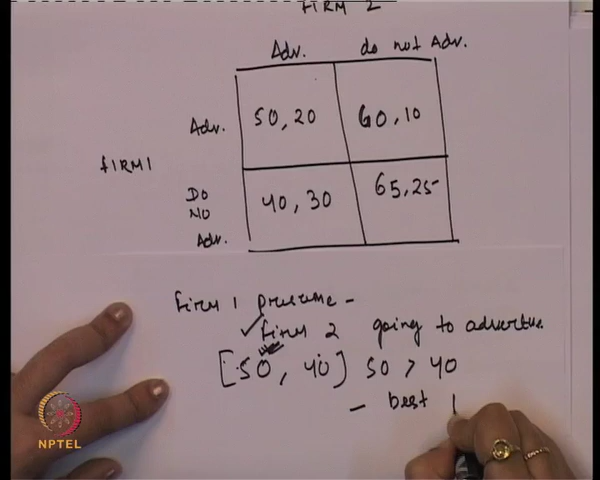 FIRM 2
Adv. do not Adv.
Adv. 50, 20 60, 10
FIRM 1
DO NO Adv. 40, 30 65, 25
firm 1 presume -
✓ firm 2 going to advertise
[50, 40] 50 > 40
- best
NPTEL